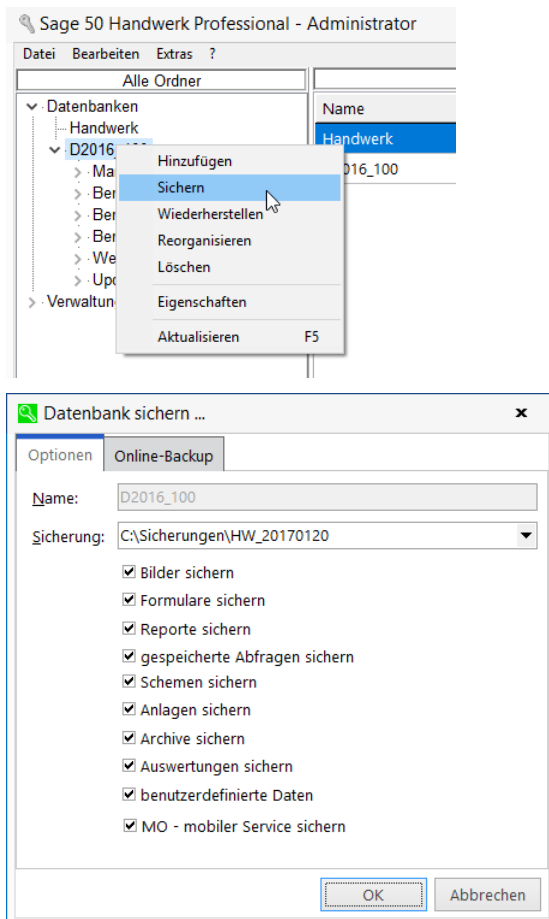 Sage 50 Handwerk Professional - Administrator
Datei Bearbeiten Extras ?
Alle Ordner
Name
Datenbanken
Handwerk
Handwerk
D2016_100
Hinzufügen
Sichern
Wiederherstellen
Reorganisieren
Löschen
Eigenschaften
Aktualisieren F5
Datenbank sichern ...
Optionen Online-Backup
Name: D2016_100
Sicherung: C:\Sicherungen\HW_20170120
Bilder sichern
Formulare sichern
Reporte sichern
gespeicherte Abfragen sichern
Schemen sichern
Anlagen sichern
Archive sichern
Auswertungen sichern
benutzerdefinierte Daten
MO - mobiler Service sichern
OK Abbrechen